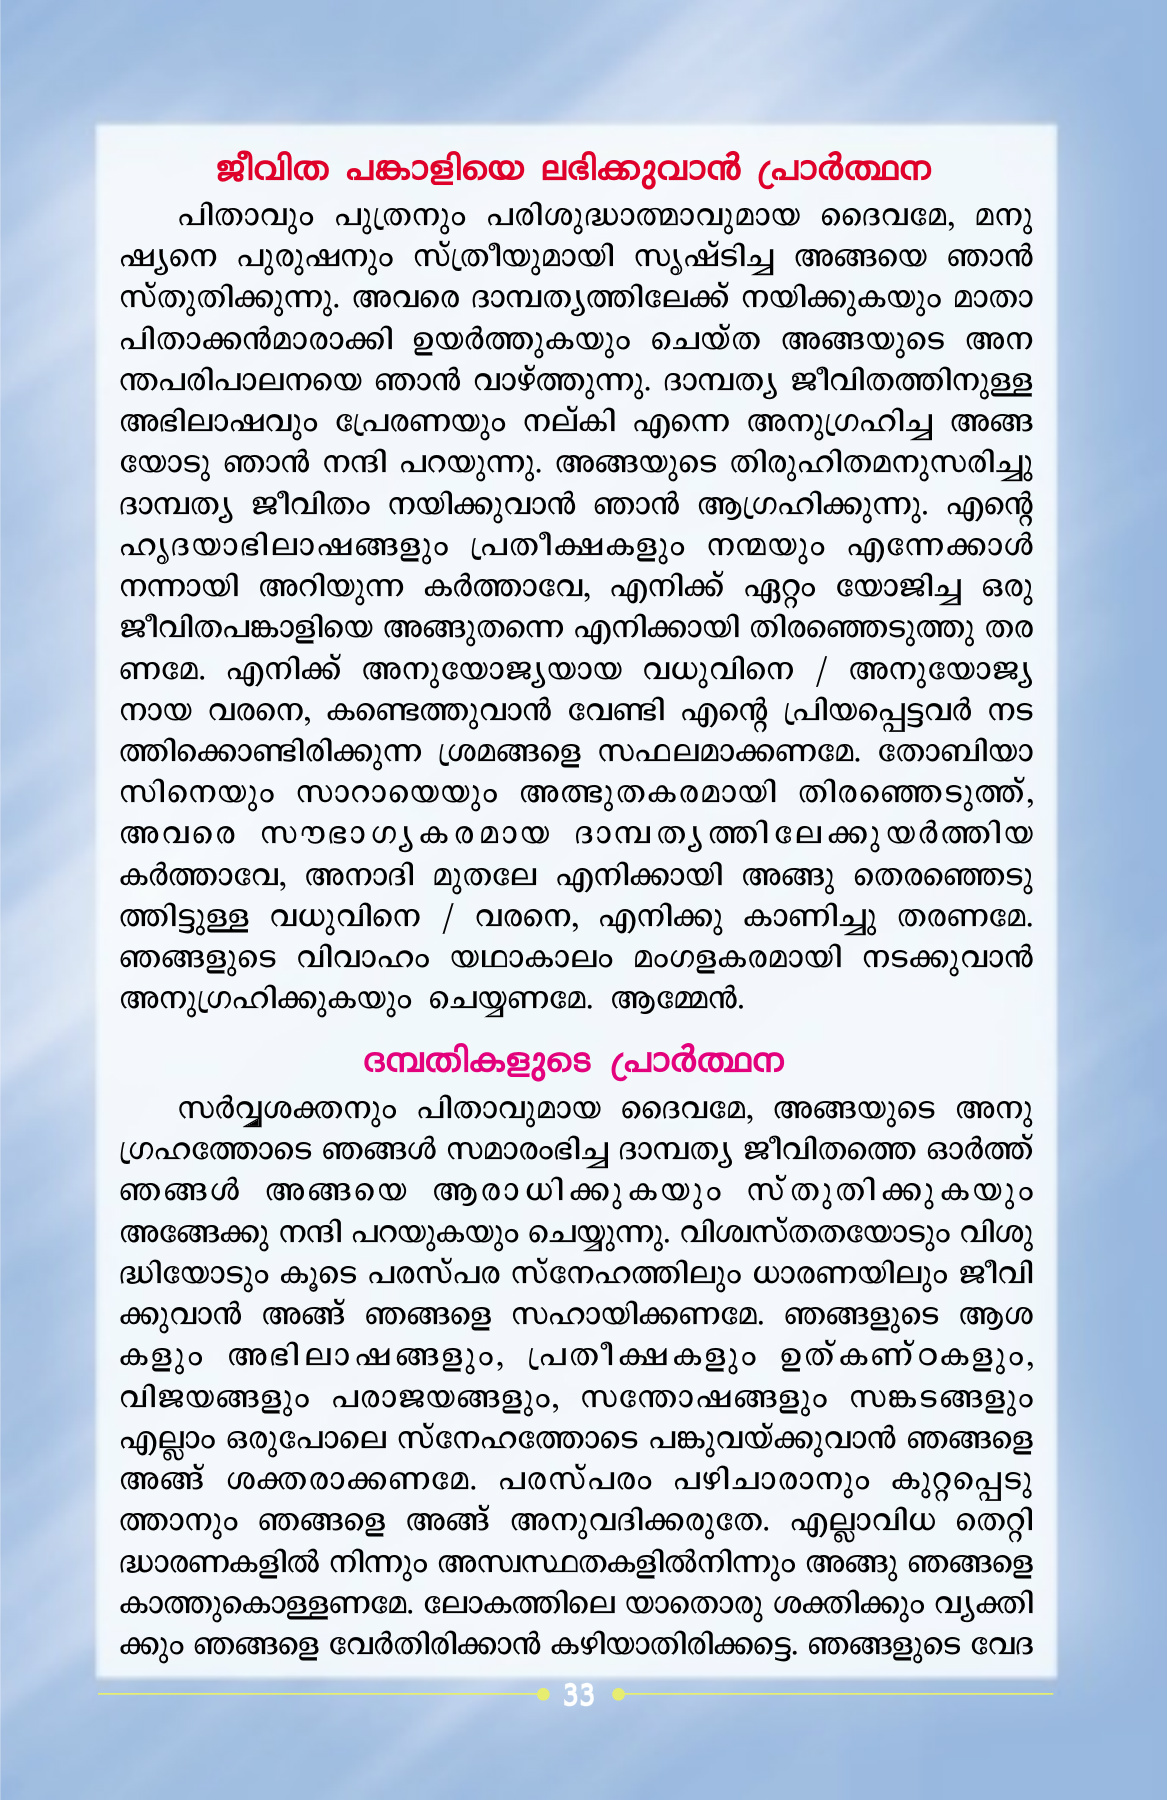 ജീവിത പങ്കാളിയെ ലഭിക്കുവാൻ പ്രാർത്ഥന
പിതാവും പുത്രനും പരിശുദ്ധാത്മാവുമായ ദൈവമേ, മനു
ഷ്യനെ പുരുഷനും സ്ത്രീയുമായി സൃഷ്ടിച്ച അങ്ങയെ ഞാൻ
സ്തുതിക്കുന്നു. അവരെ ദാമ്പത്യത്തിലേക്ക് നയിക്കുകയും മാതാ
പിതാക്കൻമാരാക്കി ഉയർത്തുകയും ചെയ്ത അങ്ങയുടെ അന
ന്തപരിപാലനയെ ഞാൻ വാഴ്ത്തുന്നു. ദാമ്പത്യ ജീവിതത്തിനുള്ള
അഭിലാഷവും പ്രേരണയും നല്കി എന്നെ അനുഗ്രഹിച്ച അങ്ങ
യോടു ഞാൻ നന്ദി പറയുന്നു. അങ്ങയുടെ തിരുഹിതമനുസരിച്ചു
ദാമ്പത്യ ജീവിതം നയിക്കുവാൻ ഞാൻ ആഗ്രഹിക്കുന്നു. എന്റെ
ഹൃദയാഭിലാഷങ്ങളും പ്രതീക്ഷകളും നന്മയും എന്നേക്കാൾ
നന്നായി അറിയുന്ന കർത്താവേ, എനിക്ക് ഏറ്റം യോജിച്ച ഒരു
ജീവിതപങ്കാളിയെ അങ്ങുതന്നെ എനിക്കായി തിരഞ്ഞെടുത്തു തര
ണമേ. എനിക്ക് അനുയോജ്യയായ വധുവിനെ / അനുയോജ്യ
നായ വരനെ, കണ്ടെത്തുവാൻ വേണ്ടി എന്റെ പ്രിയപ്പെട്ടവർ നട
ത്തിക്കൊണ്ടിരിക്കുന്ന ശ്രമങ്ങളെ സഫലമാക്കണമേ. തോബിയാ
സിനെയും സാറായെയും അത്ഭുതകരമായി തിരഞ്ഞെടുത്ത്,
അവരെ സൗഭാഗ്യകരമായ ദാമ്പത്യത്തിലേക്കുയർത്തിയ
കർത്താവേ, അനാദി മുതലേ എനിക്കായി അങ്ങു തെരഞ്ഞെടു
ത്തിട്ടുള്ള വധുവിനെ / വരനെ, എനിക്കു കാണിച്ചു തരണമേ.
ഞങ്ങളുടെ വിവാഹം യഥാകാലം മംഗളകരമായി നടക്കുവാൻ
അനുഗ്രഹിക്കുകയും ചെയ്യണമേ. ആമ്മേൻ.
ദമ്പതികളുടെ പ്രാർത്ഥന
സർവ്വശക്തനും പിതാവുമായ ദൈവമേ, അങ്ങയുടെ അനു
ഗ്രഹത്തോടെ ഞങ്ങൾ സമാരംഭിച്ച ദാമ്പത്യ ജീവിതത്തെ ഓർത്ത്
ഞങ്ങൾ അങ്ങയെ ആരാധിക്കുകയും സ്തുതിക്കുകയും
അങ്ങേക്കു നന്ദി പറയുകയും ചെയ്യുന്നു. വിശ്വസ്തതയോടും വിശു
ദ്ധിയോടും കൂടെ പരസ്പര സ്നേഹത്തിലും ധാരണയിലും ജീവി
ക്കുവാൻ അങ്ങ് ഞങ്ങളെ സഹായിക്കണമേ. ഞങ്ങളുടെ ആശ
കളും അഭിലാഷങ്ങളും, പ്രതീക്ഷകളും ഉത്കണ്ഠകളും,
വിജയങ്ങളും പരാജയങ്ങളും, സന്തോഷങ്ങളും സങ്കടങ്ങളും
എല്ലാം ഒരുപോലെ സ്നേഹത്തോടെ പങ്കുവയ്ക്കുവാൻ ഞങ്ങളെ
അങ്ങ് ശക്തരാക്കണമേ. പരസ്പരം പഴിചാരാനും കുറ്റപ്പെടു
ത്താനും ഞങ്ങളെ അങ്ങ് അനുവദിക്കരുതേ. എല്ലാവിധ തെറ്റി
ദ്ധാരണകളിൽ നിന്നും അസ്വസ്ഥതകളിൽനിന്നും അങ്ങു ഞങ്ങളെ
കാത്തുകൊള്ളണമേ. ലോകത്തിലെ യാതൊരു ശക്തിക്കും വ്യക്തി
ക്കും ഞങ്ങളെ വേർതിരിക്കാൻ കഴിയാതിരിക്കട്ടെ. ഞങ്ങളുടെ വേദ
33